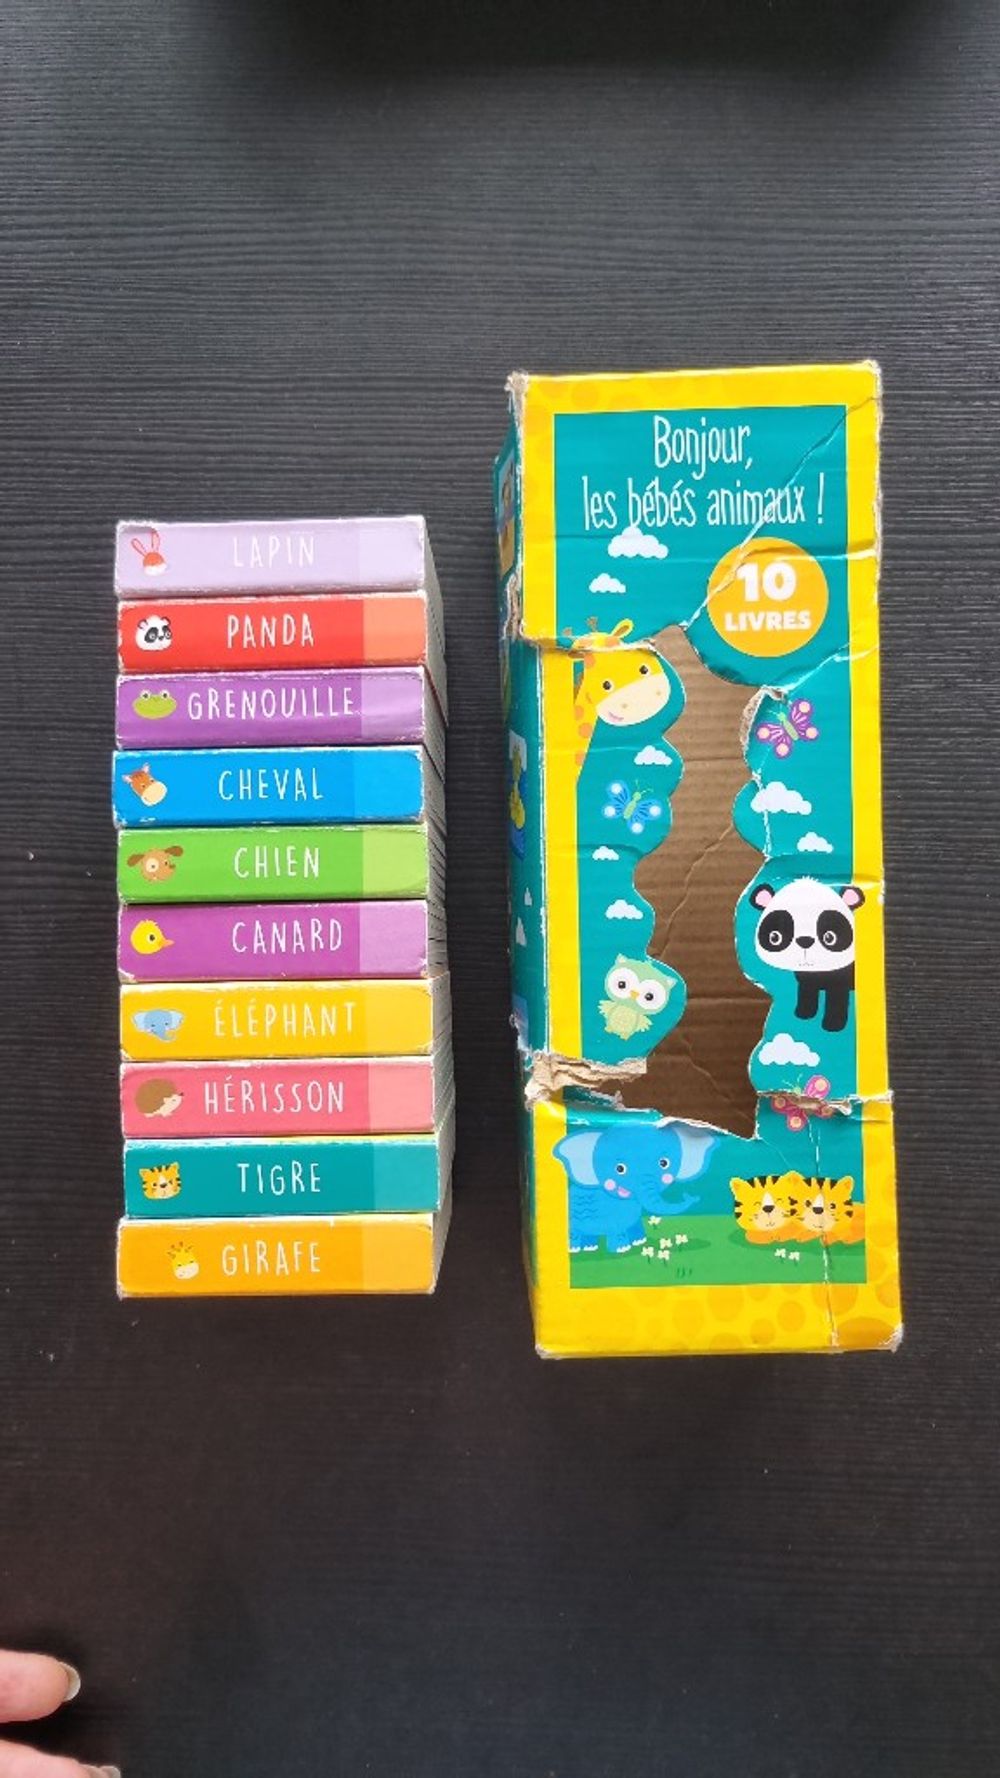 LAPIN
PANDA
GRENOUILLE
CHEVAL
CHIEN
CANARD
ÉLÉPHANT
HÉRISSON
TIGRE
GIRAFE
Bonjour,
les bébés animaux !
10
LIVRES